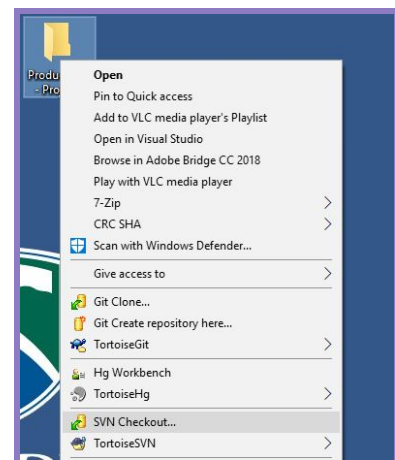 Produ
- Pro
Open
Pin to Quick access
Add to VLC media player's Playlist
Open in Visual Studio
Browse in Adobe Bridge CC 2018
Play with VLC media player
7-Zip
CRC SHA
Scan with Windows Defender...
Give access to
Git Clone...
Git Create repository here...
TortoiseGit
Hg Workbench
TortoiseHg
SVN Checkout...
TortoiseSVN